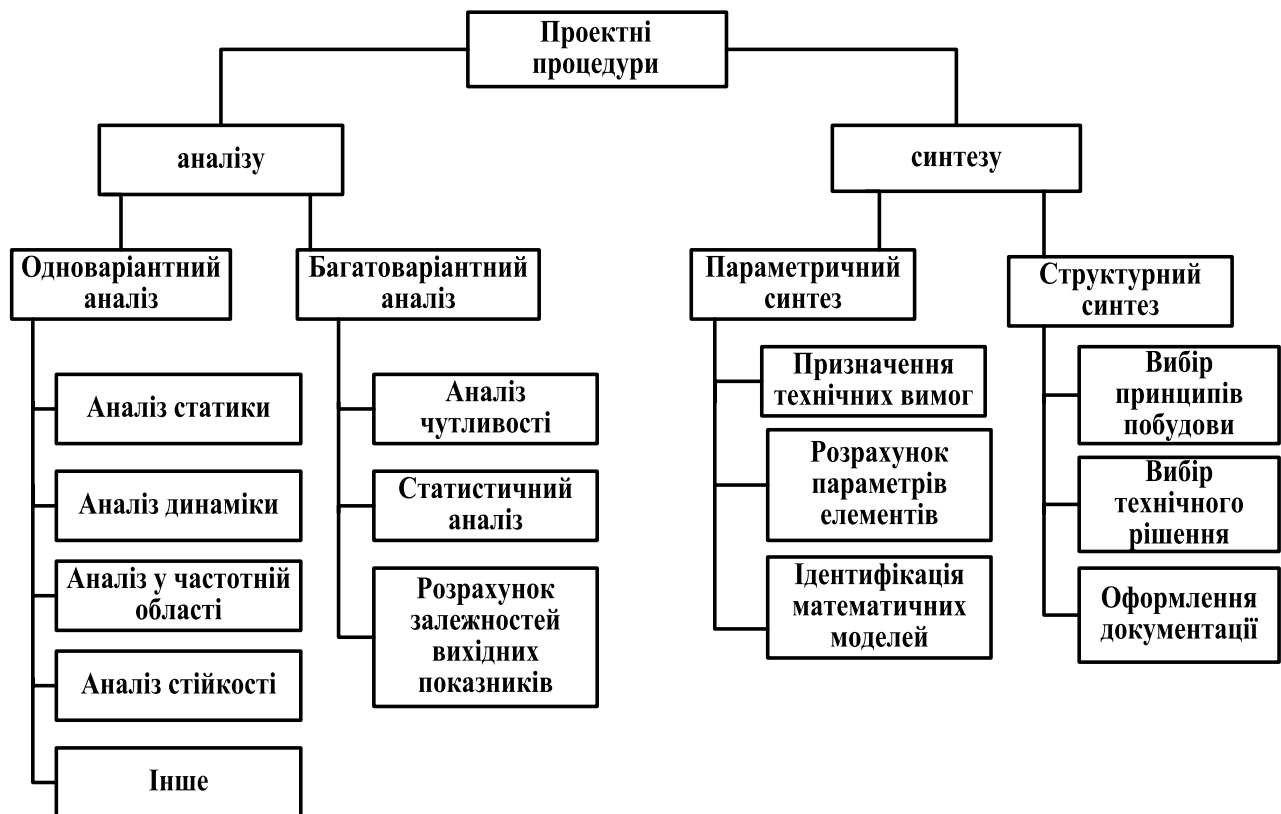 Проектні
процедури
аналізу
синтезу
Одноваріантний
аналіз
Багатоваріантний
аналіз
Параметричний
синтез
Структурний
синтез
Аналіз статики
Аналіз динаміки
Аналіз у частотній
області
Аналіз стійкості
Інше
Аналіз
чутливості
Статистичний
аналіз
Розрахунок
залежностей
вихідних
показників
Призначення
технічних вимог
Розрахунок
параметрів
елементів
Ідентифікація
математичних
моделей
Вибір
принципів
побудови
Вибір
технічного
рішення
Оформлення
документації